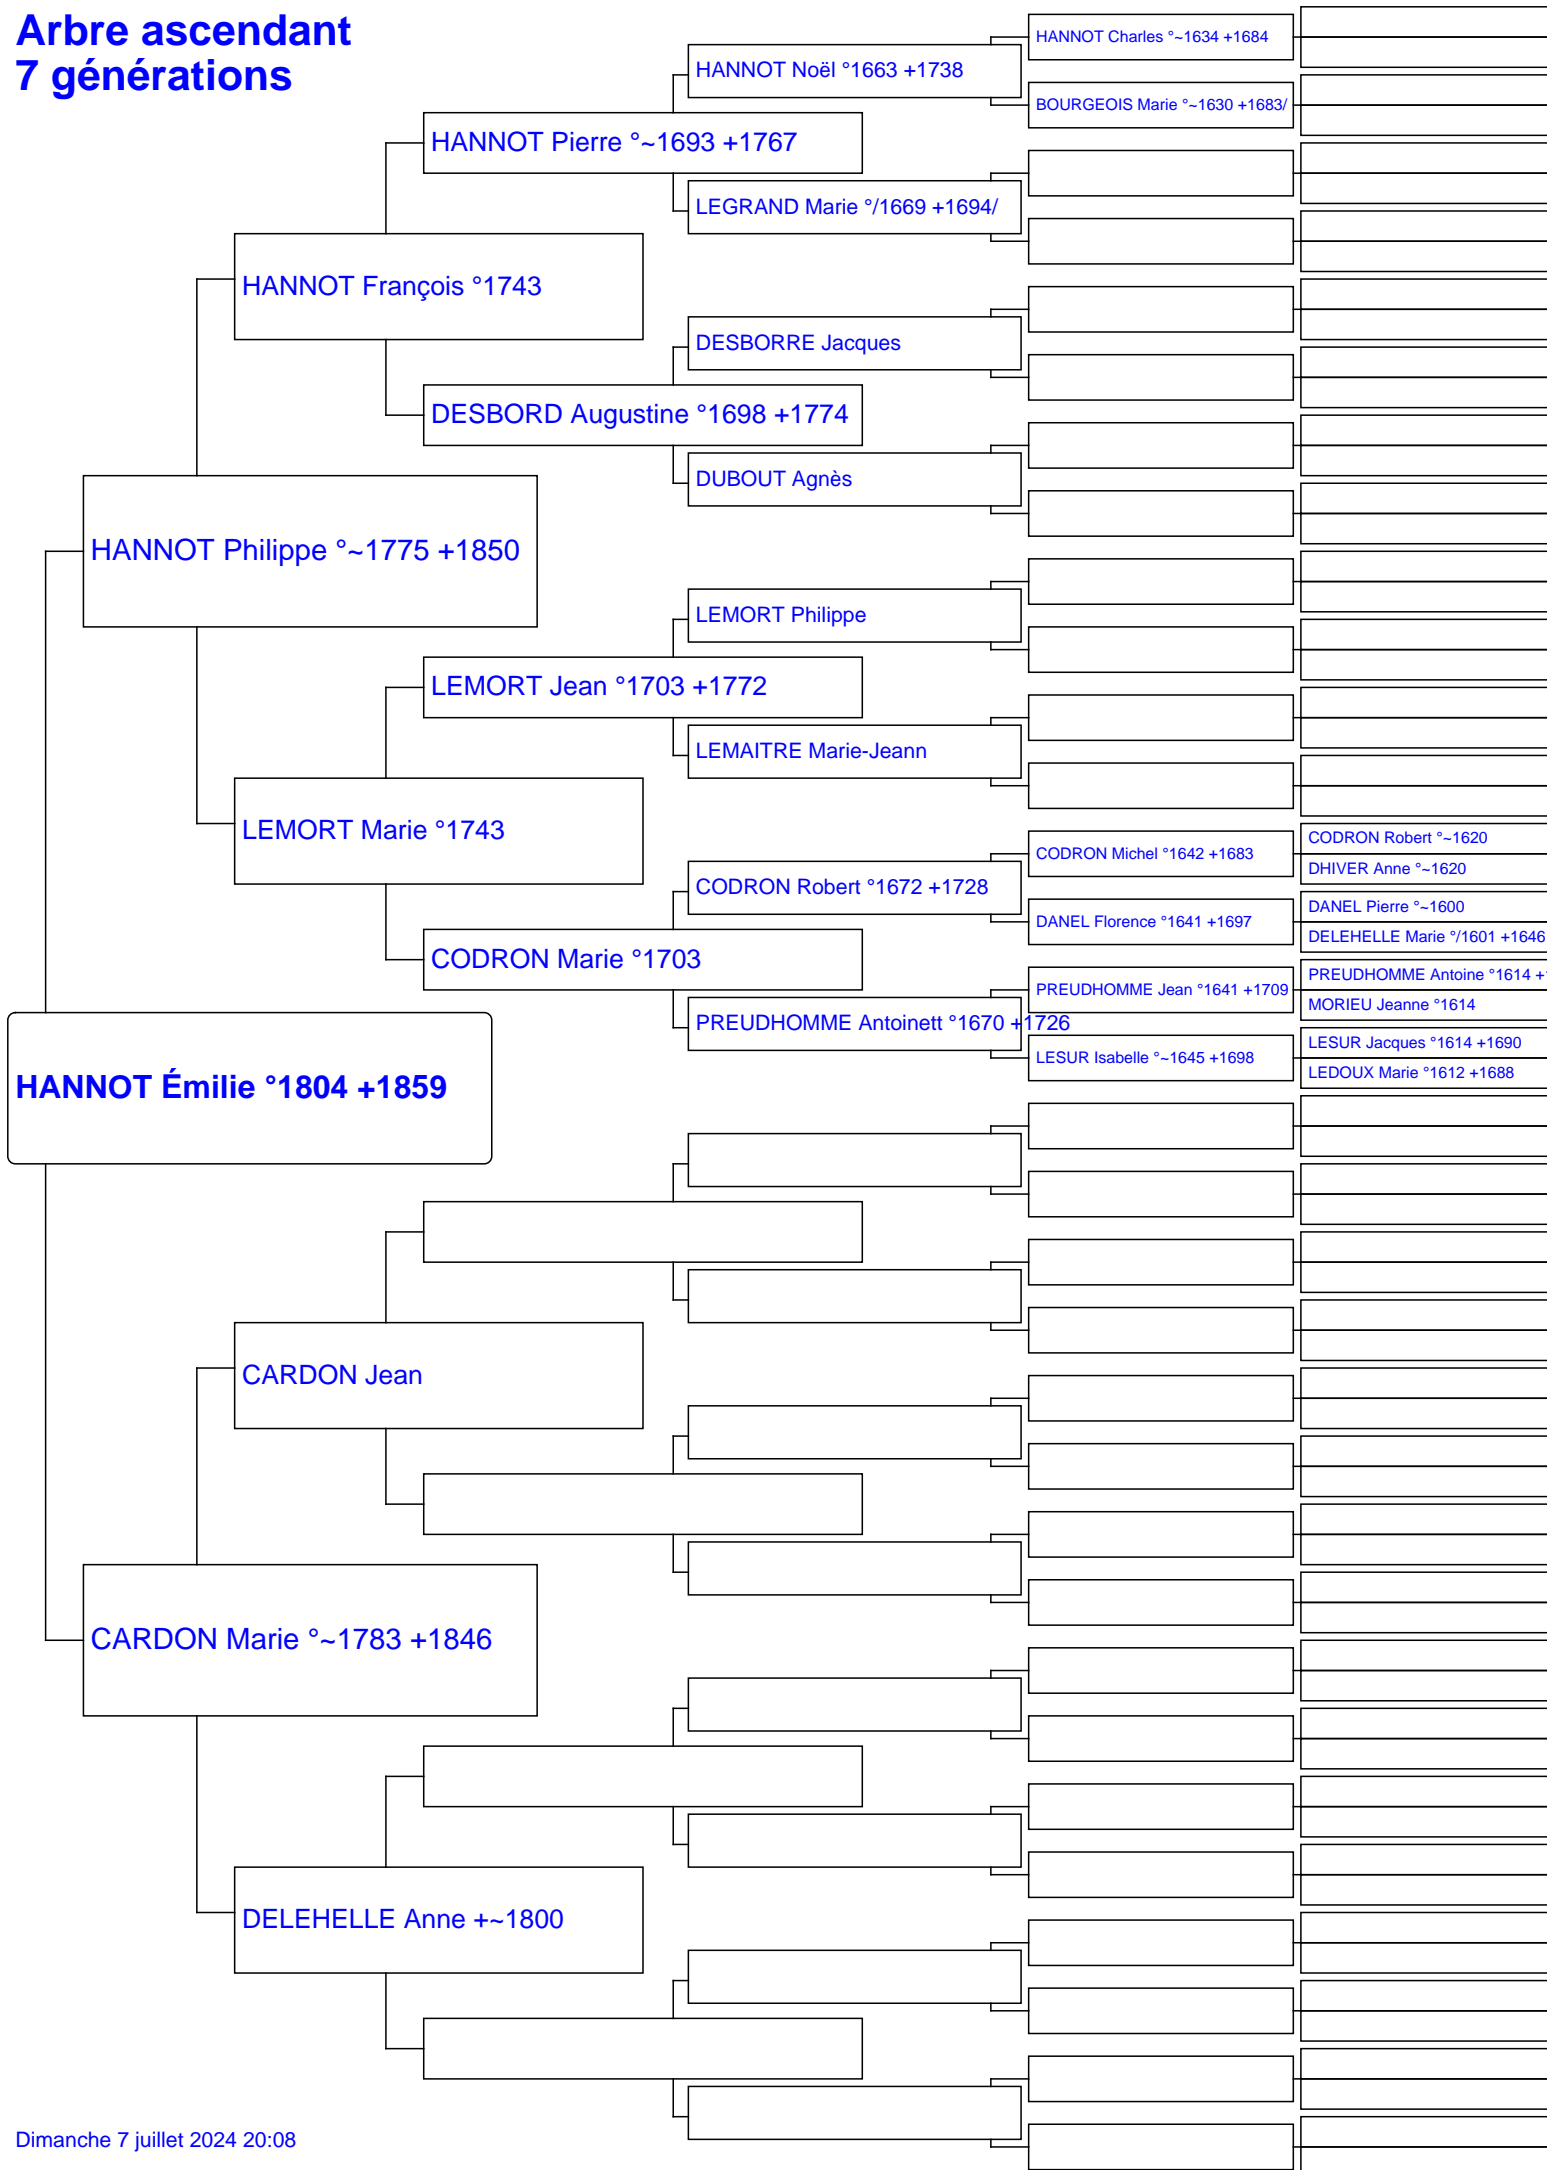 Arbre ascendant
7 générations
HANNOT Charles °~1634 +1684
HANNOT Noël °1663 +1738
BOURGEOIS Marie °~1630 +1683/
HANNOT Pierre °~1693 +1767
LEGRAND Marie °/1669 +1694/
HANNOT François °1743
DESBORRE Jacques
DESBORD Augustine °1698 +1774
DUBOUT Agnès
HANNOT Philippe °~1775 +1850
LEMORT Philippe
LEMORT Jean °1703 +1772
LEMAITRE Marie-Jeann
LEMORT Marie °1743
CODRON Robert °~1620
CODRON Michel °1642 +1683
DHIVER Anne °~1620
CODRON Robert °1672 +1728
DANEL Pierre °~1600
DANEL Florence °1641 +1697
DELEHELLE Marie °/1601 +1646
CODRON Marie °1703
PREUDHOMME Antoine °1614 +1
PREUDHOMME Jean °1641 +1709
MORIEU Jeanne °1614
PREUDHOMME Antoinett °1670 +1726
LESUR Jacques °1614 +1690
LESUR Isabelle °~1645 +1698
LEDOUX Marie °1612 +1688
HANNOT Émilie °1804 +1859
CARDON Jean
CARDON Marie °~1783 +1846
DELEHELLE Anne +~1800
Dimanche 7 juillet 2024 20:08